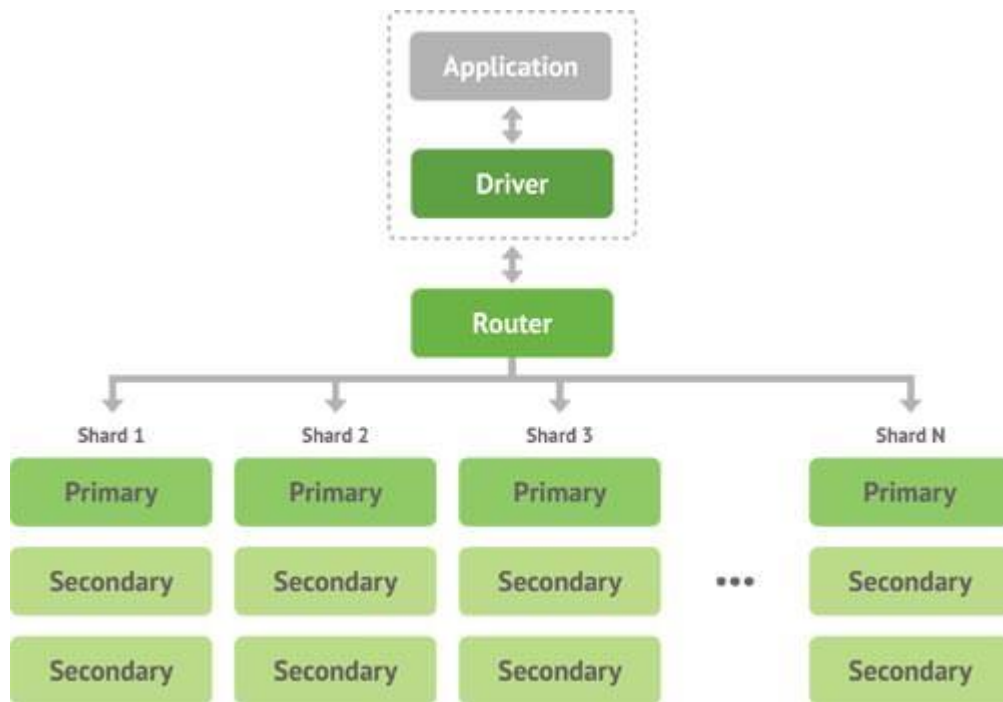 Application
Driver
Router
Shard 1 Shard 2 Shard 3 Shard N
Primary Primary Primary Primary
Secondary Secondary Secondary ••• Secondary
Secondary Secondary Secondary Secondary